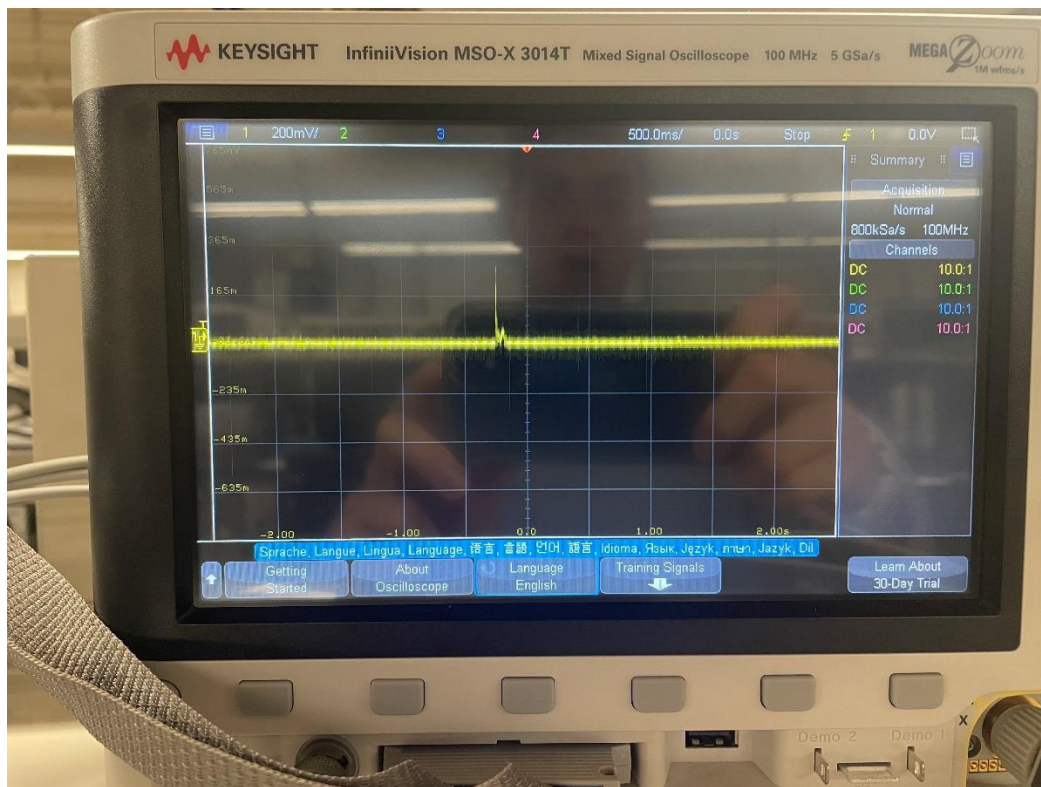 KEYSIGHT InfiniiVision MSO-X 3014T Mixed Signal Oscilloscope 100 MHz 5 GSa/s MEGA Zoom
1M wfms/s
1 200mV/ 2 3 4 500.0ms/ 0.0s Stop 1 0.0V
Summary
565m
Acquisition
Normal
365m
800kSa/s 100MHz
Channels
DC 10.0:1
165m
DC 10.0:1
DC 10.0:1
DC 10.0:1
-235m
-435m
-635m
-2.00 -1.00 0.0 1.00 2.00s
Sprache, Langue, Lingua, Language, 语言, 言語, 언어, 語言, Idioma, Язык, Język, ภาษา, Jazyk, Dil
Getting About Language Training Signals Learn About
Started Oscilloscope English 30-Day Trial
X
Demo 2 Demo 1